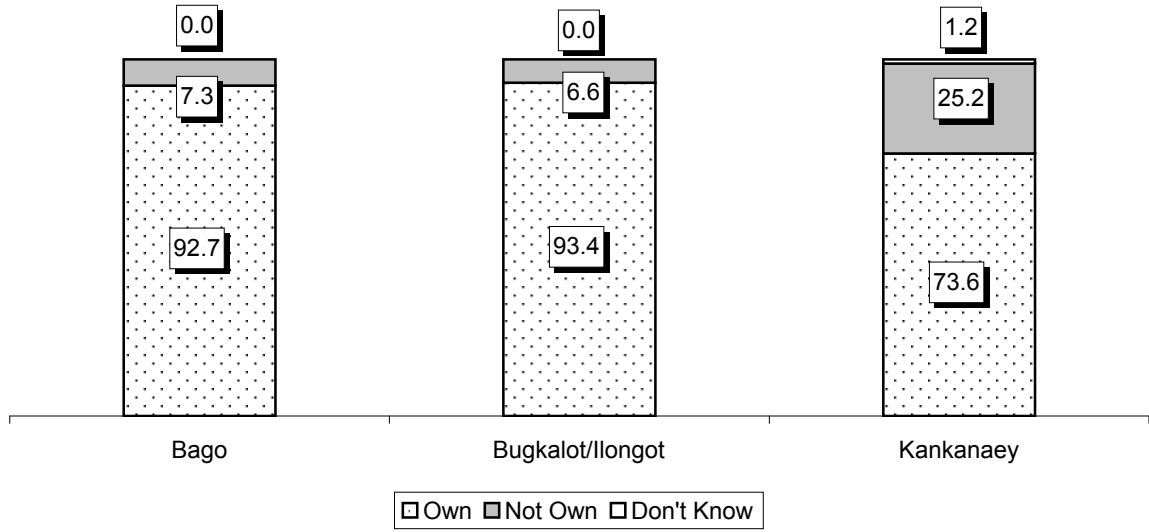 0.0 0.0 1.2
7.3 6.6 25.2
92.7 93.4 73.6
Bago Bugkalot/Ilongot Kankanaey
Own Not Own Don't Know